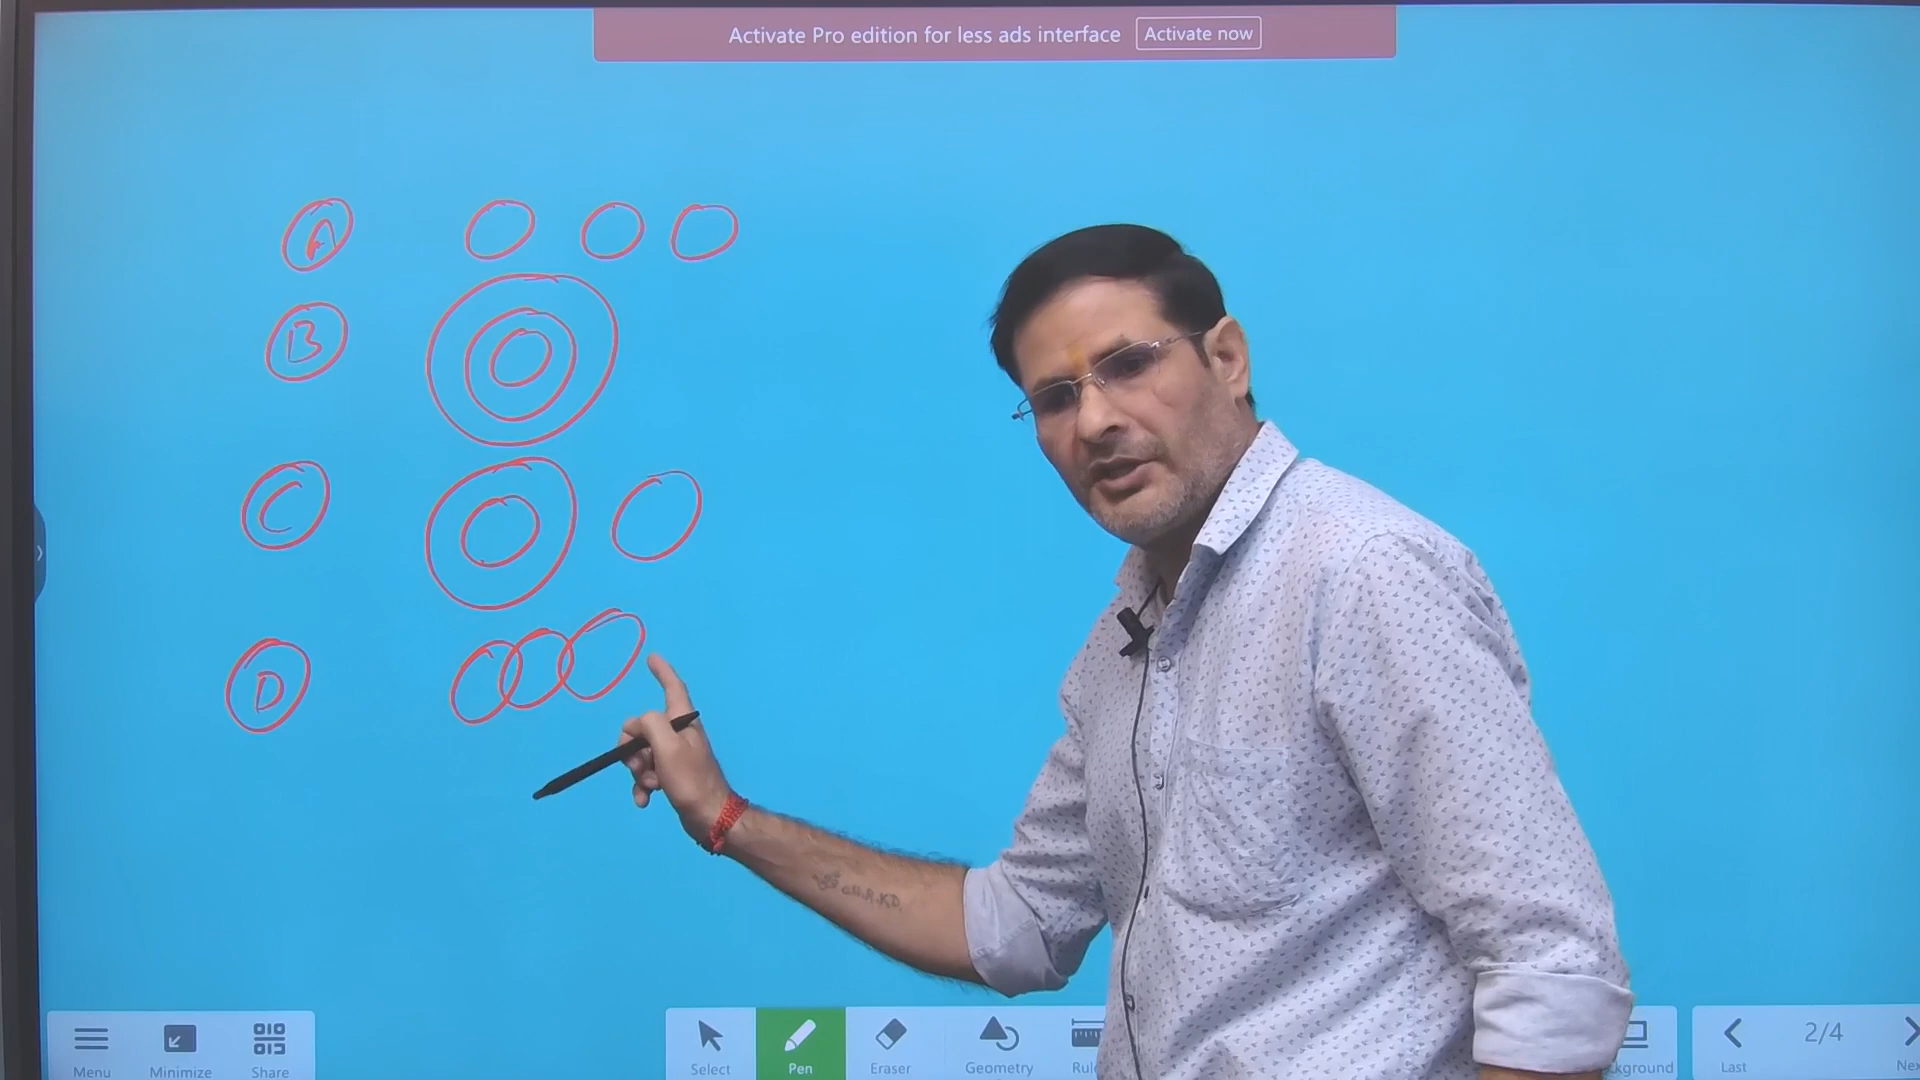 Activate Pro edition for less ads interface Activate now
A
B
C
D
Menu Minimize Share Select Pen Eraser Geometry Last 2/4